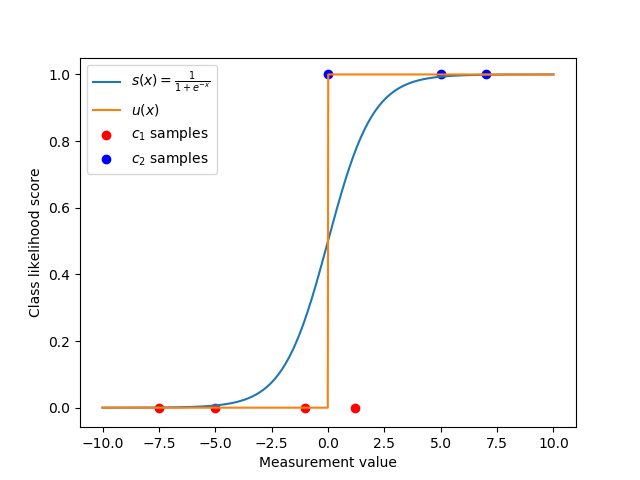 s(x) = 1/(1+e^{-x})
u(x)
c₁ samples
c₂ samples
1.0
0.8
0.6
0.4
0.2
0.0
Class likelihood score
−10.0 −7.5 −5.0 −2.5 0.0 2.5 5.0 7.5 10.0
Measurement value